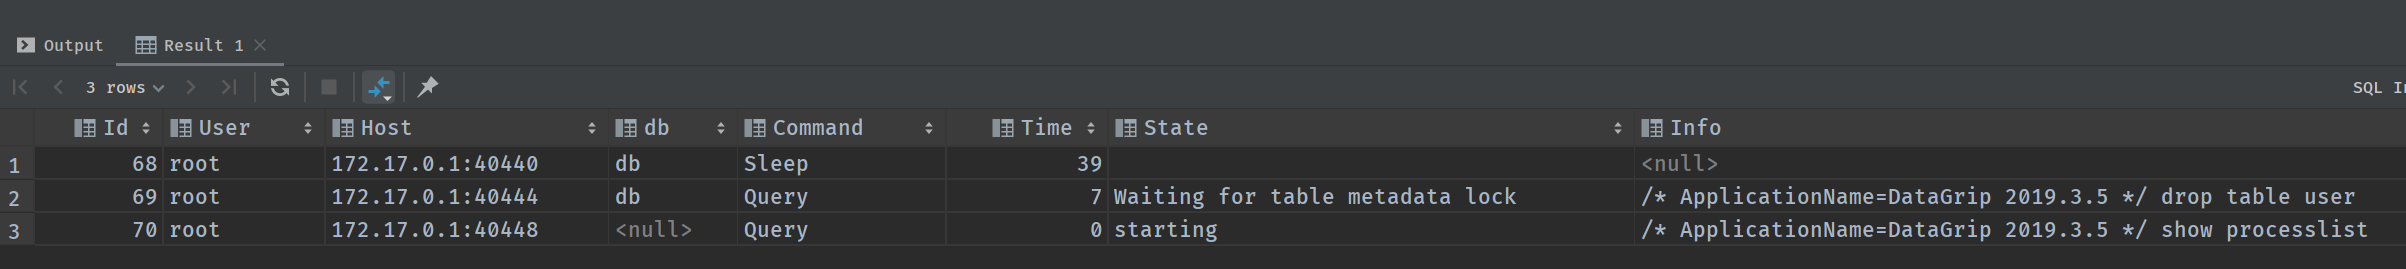 Output Result 1
3 rows
SQL
Id User Host db Command Time State Info
1 68 root 172.17.0.1:40440 db Sleep 39 <null>
2 69 root 172.17.0.1:40444 db Query 7 Waiting for table metadata lock /* ApplicationName=DataGrip 2019.3.5 */ drop table user
3 70 root 172.17.0.1:40448 <null> Query 0 starting /* ApplicationName=DataGrip 2019.3.5 */ show processlist